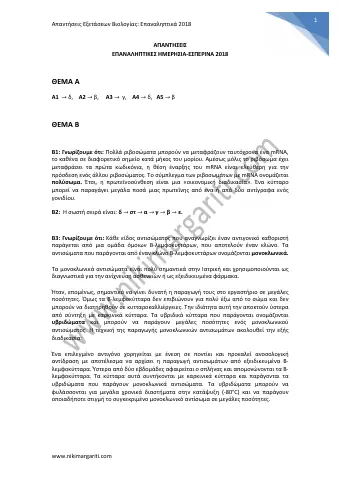 Απαντήσεις Εξετάσεων Βιολογίας: Επαναληπτικά 2018
1
ΑΠΑΝΤΗΣΕΙΣ
ΕΠΑΝΑΛΗΠΤΙΚΕΣ ΗΜΕΡΗΣΙΑ-ΕΣΠΕΡΙΝΑ 2018
ΘΕΜΑ Α
Α1 → δ, Α2 → β, Α3 → γ, Α4 → δ, Α5 → β
ΘΕΜΑ Β
Β1: Γνωρίζουμε ότι: Πολλά ριβοσώματα μπορούν να μεταφράζουν ταυτόχρονα ένα mRNA,
το καθένα σε διαφορετικό σημείο κατά μήκος του μορίου. Αμέσως μόλις το ριβόσωμα έχει
μεταφράσει τα πρώτα κωδικόνια, η θέση έναρξης του mRNA είναι ελεύθερη για την
πρόσδεση ενός άλλου ριβοσώματος. Το σύμπλεγμα των ριβοσωμάτων με mRNA ονομάζεται
πολύσωμα. Έτσι, η πρωτεϊνοσύνθεση είναι μια «οικονομική διαδικασία». Ένα κύτταρο
μπορεί να παραγάγει μεγάλα ποσά μιας πρωτεΐνης από ένα ή από δύο αντίγραφα ενός
γονιδίου.
Β2: Η σωστή σειρά είναι: δ → στ → α → γ → β → ε.
Β3: Γνωρίζουμε ότι: Κάθε είδος αντισώματος που αναγνωρίζει έναν αντιγονικό καθοριστή
παράγεται από μια ομάδα όμοιων Β-λεμφοκυττάρων, που αποτελούν έναν κλώνο. Τα
αντισώματα που παράγονται από έναν κλώνο Β-λεμφοκυττάρων ονομάζονται μονοκλωνικά.
Τα μονοκλωνικά αντισώματα είναι πολύ σημαντικά στην Ιατρική και χρησιμοποιούνται ως
διαγνωστικά για την ανίχνευση ασθενειών ή ως εξειδικευμένα φάρμακα.
Ήταν, επομένως, σημαντικό να γίνει δυνατή η παραγωγή τους στο εργαστήριο σε μεγάλες
ποσότητες. Όμως τα Β-λεμφοκύτταρα δεν επιβιώνουν για πολύ έξω από το σώμα και δεν
μπορούν να διατηρηθούν σε κυτταροκαλλιέργειες. Την ιδιότητα αυτή την αποκτούν ύστερα
από σύντηξη με καρκινικά κύτταρα. Τα υβριδικά κύτταρα που παράγονται ονομάζονται
υβριδώματα και μπορούν να παράγουν μεγάλες ποσότητες ενός μονοκλωνικού
αντισώματος. Η τεχνική της παραγωγής μονοκλωνικών αντισωμάτων ακολουθεί την εξής
διαδικασία:
Ένα επιλεγμένο αντιγόνο χορηγείται με ένεση σε ποντίκι και προκαλεί ανοσολογική
αντίδραση με αποτέλεσμα να αρχίσει η παραγωγή αντισωμάτων από εξειδικευμένα Β-
λεμφοκύτταρα. Ύστερα από δύο εβδομάδες αφαιρείται ο σπλήνας και απομονώνονται τα Β-
λεμφοκύτταρα. Τα κύτταρα αυτά συντήκονται με καρκινικά κύτταρα και παράγονται τα
υβριδώματα που παράγουν μονοκλωνικά αντισώματα. Τα υβριδώματα μπορούν να
φυλάσσονται για μεγάλα χρονικά διαστήματα στην κατάψυξη (-80°C) και να παράγουν
οποιαδήποτε στιγμή το συγκεκριμένο μονοκλωνικό αντίσωμα σε μεγάλες ποσότητες.
www.nikimargariti.com
www.nikimargariti.com